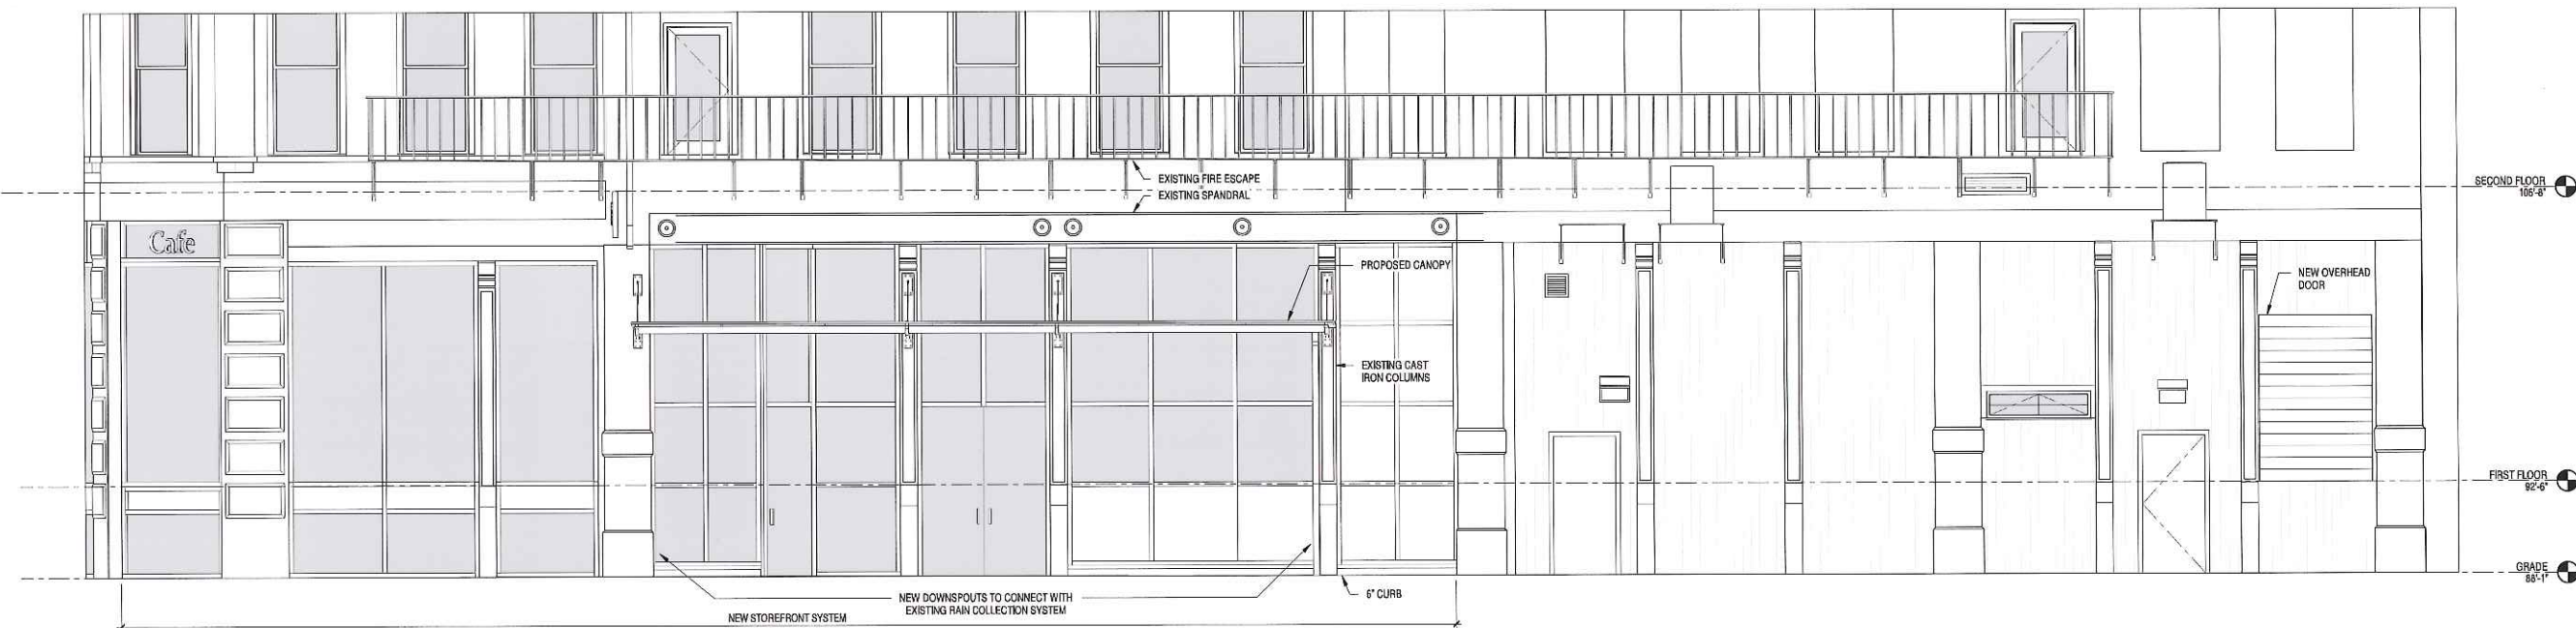 EXISTING FIRE ESCAPE
EXISTING SPANDRAL
SECOND FLOOR
106'-8"
Cafe
PROPOSED CANOPY
NEW OVERHEAD
DOOR
EXISTING CAST
IRON COLUMNS
FIRST FLOOR
92'-6"
GRADE
88'-1"
6" CURB
NEW DOWNSPOUTS TO CONNECT WITH
EXISTING RAIN COLLECTION SYSTEM
NEW STOREFRONT SYSTEM